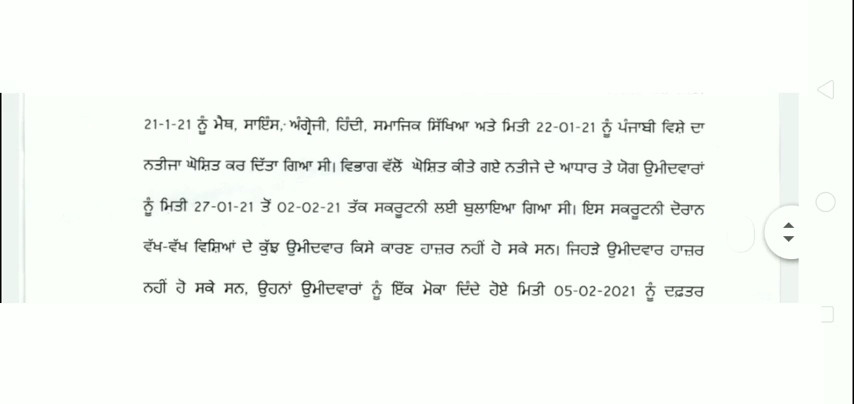 21-1-21 ਨੂੰ ਮੈਥ, ਸਾਇੰਸ, ਅੰਗ੍ਰੇਜੀ, ਹਿੰਦੀ, ਸਮਾਜਿਕ ਸਿੱਖਿਆ ਅਤੇ ਮਿਤੀ 22-01-21 ਨੂੰ ਪੰਜਾਬੀ ਵਿਸ਼ੇ ਦਾ
ਨਤੀਜਾ ਘੋਸ਼ਿਤ ਕਰ ਦਿੱਤਾ ਗਿਆ ਸੀ। ਵਿਭਾਗ ਵੱਲੋਂ ਘੋਸ਼ਿਤ ਕੀਤੇ ਗਏ ਨਤੀਜੇ ਦੇ ਆਧਾਰ ਤੇ ਯੋਗ ਉਮੀਦਵਾਰਾਂ
ਨੂੰ ਮਿਤੀ 27-01-21 ਤੋਂ 02-02-21 ਤੱਕ ਸਕਰੂਟਨੀ ਲਈ ਬੁਲਾਇਆ ਗਿਆ ਸੀ। ਇਸ ਸਕਰੂਟਨੀ ਦੋਰਾਨ
ਵੱਖ-ਵੱਖ ਵਿਸ਼ਿਆਂ ਦੇ ਕੁੱਝ ਉਮੀਦਵਾਰ ਕਿਸੇ ਕਾਰਣ ਹਾਜ਼ਰ ਨਹੀਂ ਹੋ ਸਕੇ ਸਨ। ਜਿਹੜੇ ਉਮੀਦਵਾਰ ਹਾਜ਼ਰ
ਨਹੀਂ ਹੋ ਸਕੇ ਸਨ, ਉਹਨਾਂ ਉਮੀਦਵਾਰਾਂ ਨੂੰ ਇੱਕ ਮੋਕਾ ਦਿੰਦੇ ਹੋਏ ਮਿਤੀ 05-02-2021 ਨੂੰ ਦਫ਼ਤਰ